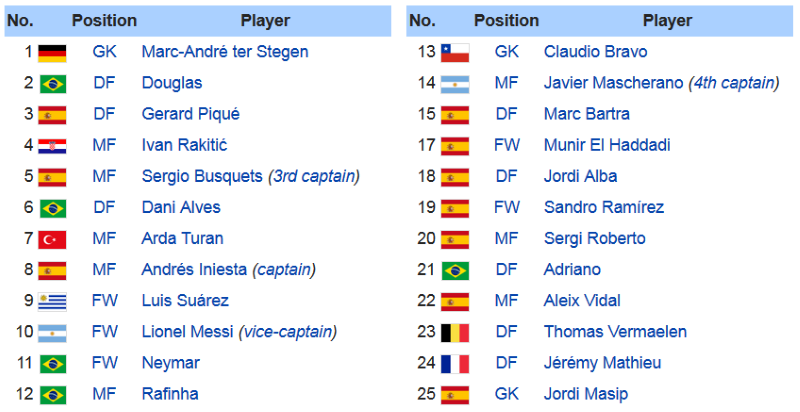 No. Position Player
1 GK Marc-André ter Stegen
2 DF Douglas
3 DF Gerard Piqué
4 MF Ivan Rakitić
5 MF Sergio Busquets (3rd captain)
6 DF Dani Alves
7 MF Arda Turan
8 MF Andrés Iniesta (captain)
9 FW Luis Suárez
10 FW Lionel Messi (vice-captain)
11 FW Neymar
12 MF Rafinha
No. Position Player
13 GK Claudio Bravo
14 MF Javier Mascherano (4th captain)
15 DF Marc Bartra
17 FW Munir El Haddadi
18 DF Jordi Alba
19 FW Sandro Ramírez
20 MF Sergi Roberto
21 DF Adriano
22 MF Aleix Vidal
23 DF Thomas Vermaelen
24 DF Jérémy Mathieu
25 GK Jordi Masip